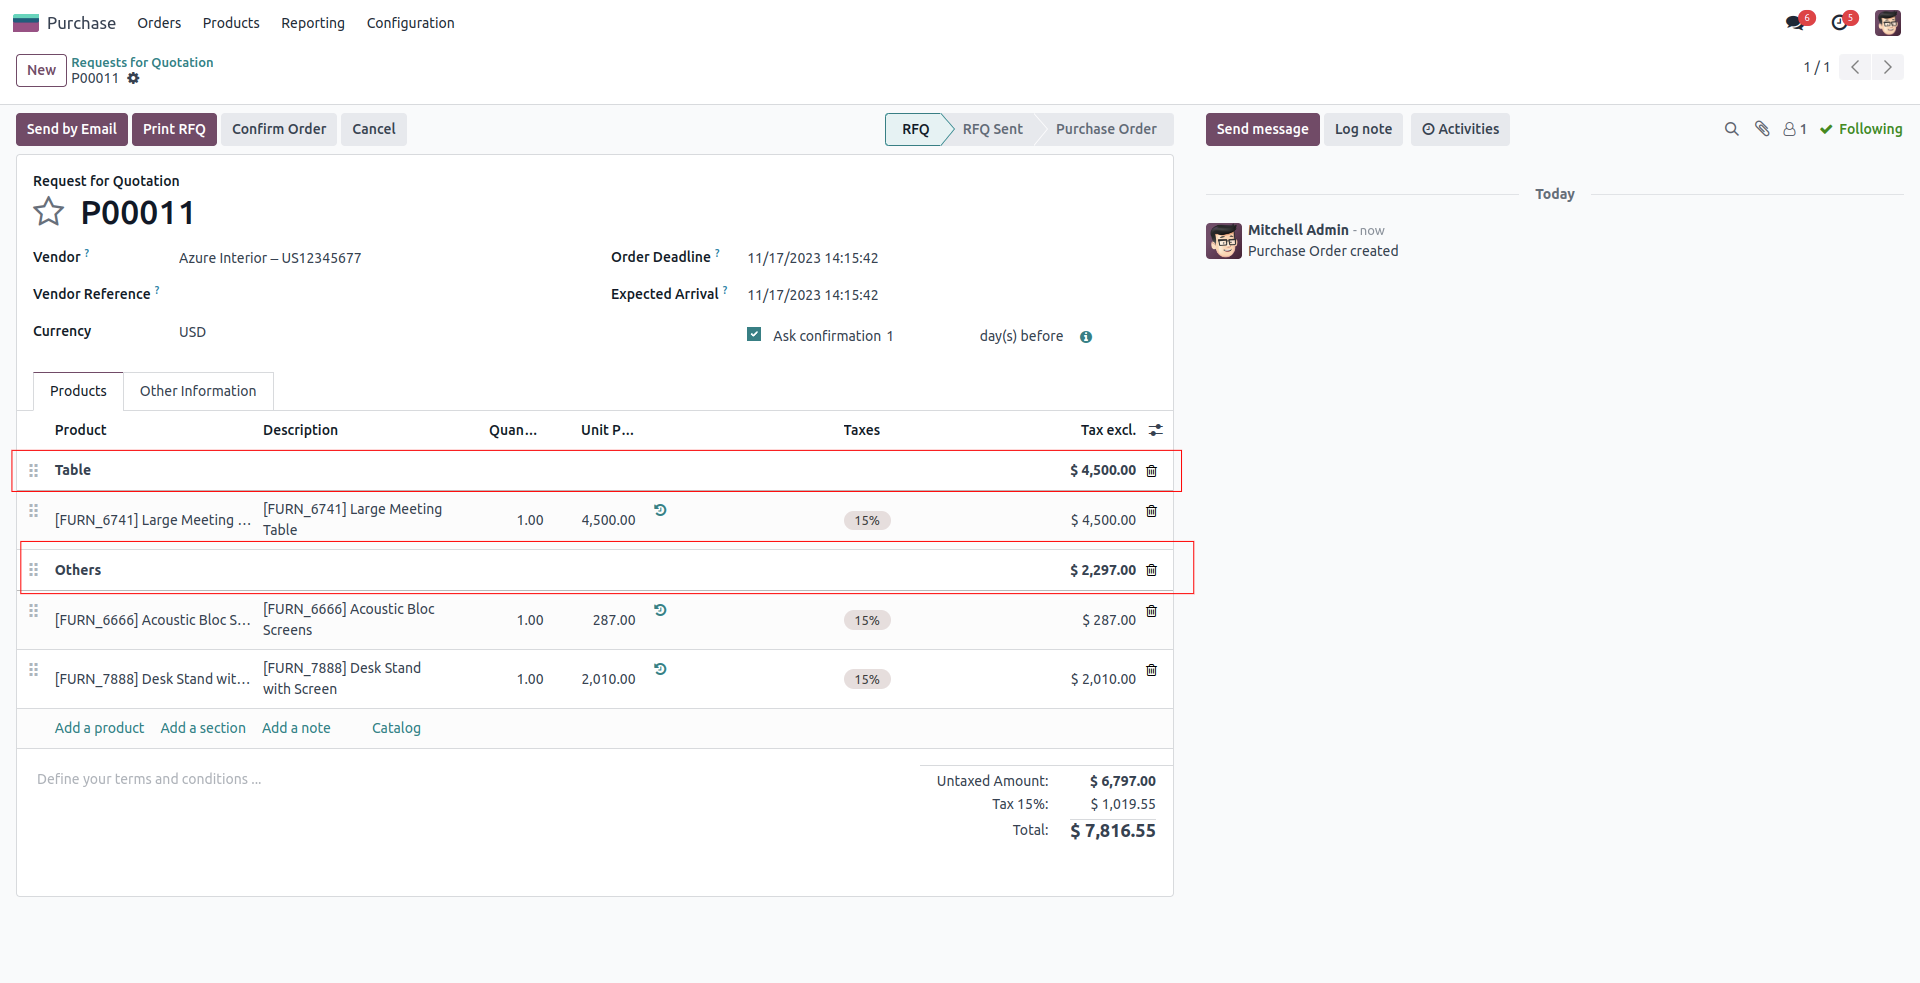 Purchase Orders Products Reporting Configuration 6 5
New Requests for Quotation
P00011
1 / 1
Send by Email Print RFQ Confirm Order Cancel RFQ RFQ Sent Purchase Order Send message Log note Activities 1 Following
Request for Quotation
P00011
Vendor ? Azure Interior – US12345677 Order Deadline ? 11/17/2023 14:15:42
Vendor Reference ? Expected Arrival ? 11/17/2023 14:15:42
Currency USD Ask confirmation 1 day(s) before
Today
Mitchell Admin - now
Purchase Order created
Products Other Information
Product Description Quan... Unit P... Taxes Tax excl.
Table $ 4,500.00
[FURN_6741] Large Meeting ... [FURN_6741] Large Meeting
Table 1.00 4,500.00 15% $ 4,500.00
Others $ 2,297.00
[FURN_6666] Acoustic Bloc S... [FURN_6666] Acoustic Bloc
Screens 1.00 287.00 15% $ 287.00
[FURN_7888] Desk Stand wit... [FURN_7888] Desk Stand
with Screen 1.00 2,010.00 15% $ 2,010.00
Add a product Add a section Add a note Catalog
Define your terms and conditions ...
Untaxed Amount: $ 6,797.00
Tax 15%: $ 1,019.55
Total: $ 7,816.55